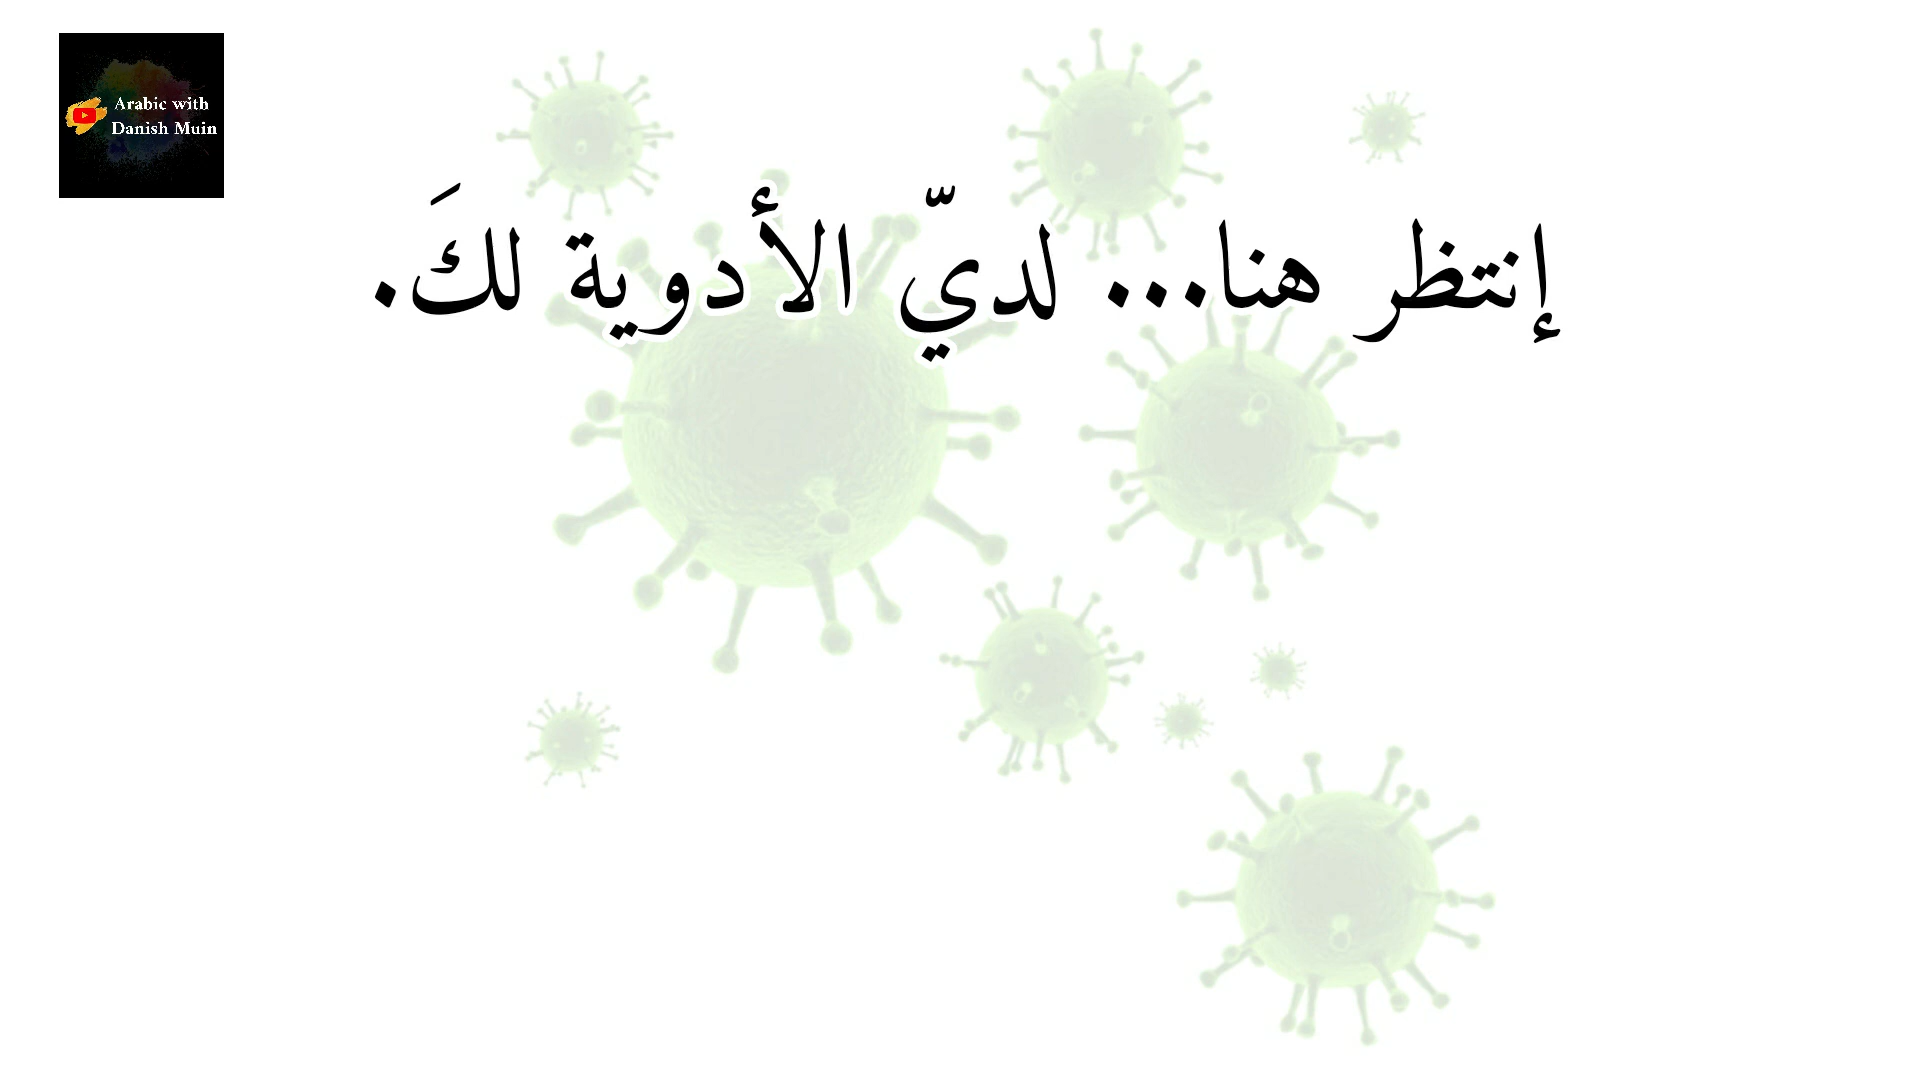 Arabic with
Danish Muin
إنتظر هنا... لديّ الأدوية لكَ.